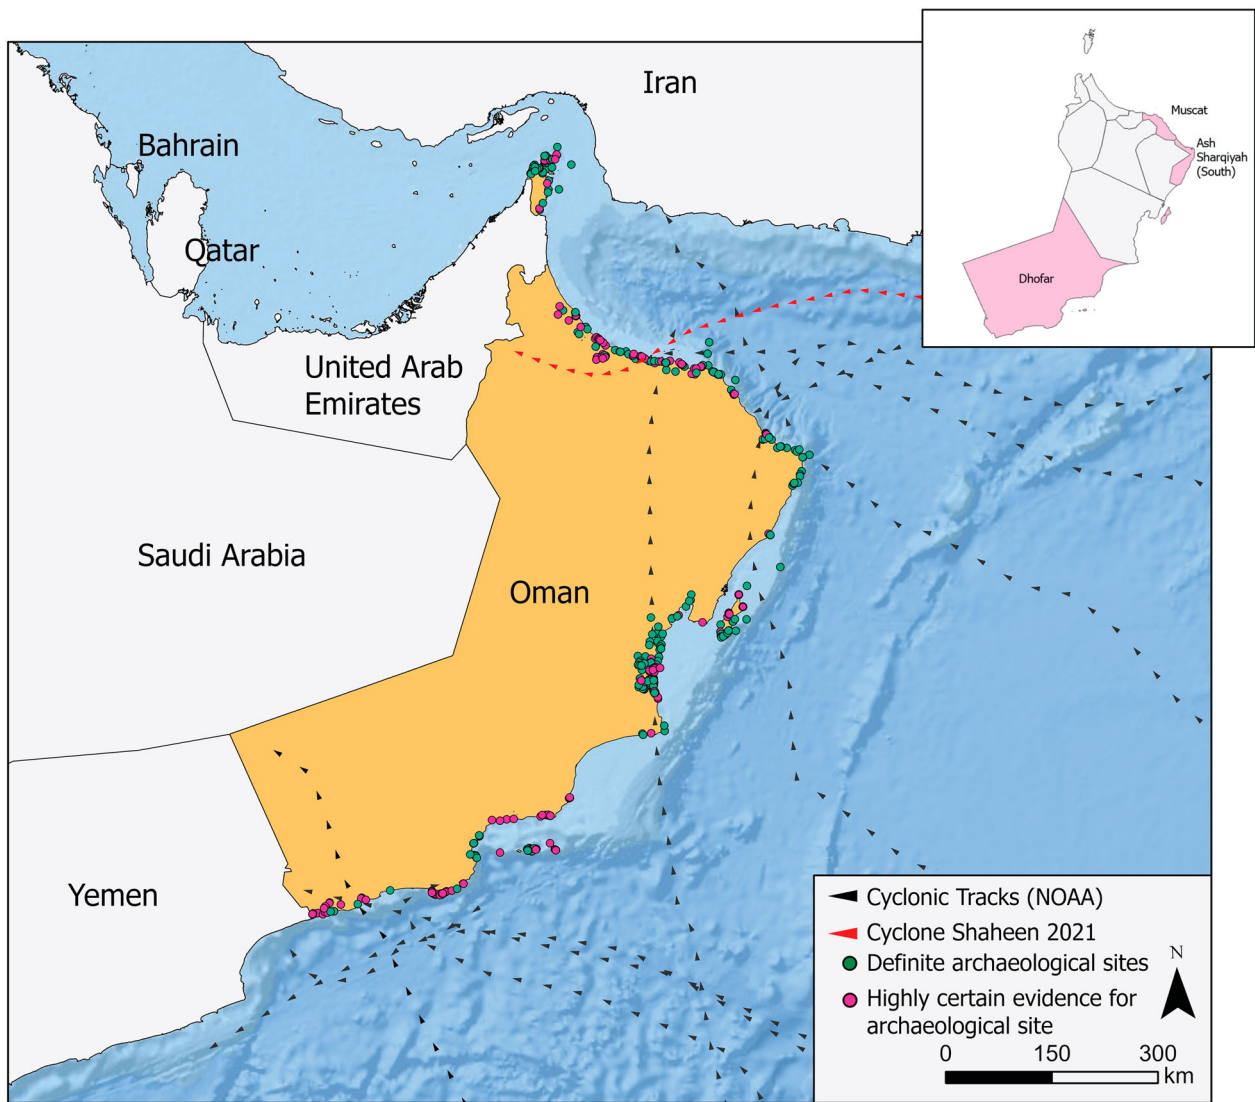 Iran
Bahrain
Qatar
United Arab
Emirates
Saudi Arabia
Oman
Yemen
Muscat
Ash
Sharqiyah
(South)
Dhofar
Cyclonic Tracks (NOAA)
Cyclone Shaheen 2021
Definite archaeological sites
Highly certain evidence for
archaeological site
N
0 150 300
km